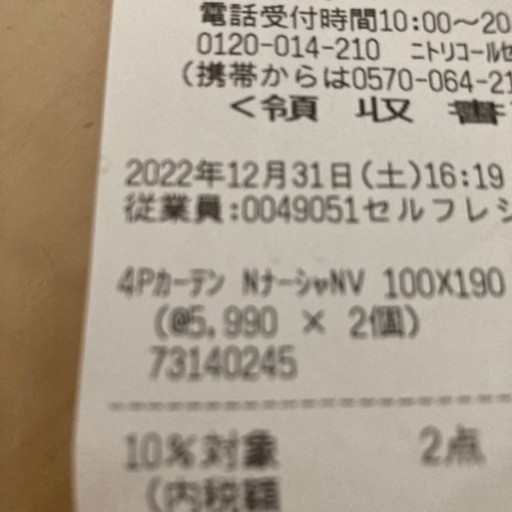 電話受付時間10:00～20
0120-014-210 ニトリコールセ
(携帯からは0570-064-21
<領 収 書
2022年12月31日(土)16:19
従業員:0049051セルフレジ
4Pカーテン NナーシャNV 100X190
(@5,990 × 2個)
73140245
10%対象 2点
(内税額